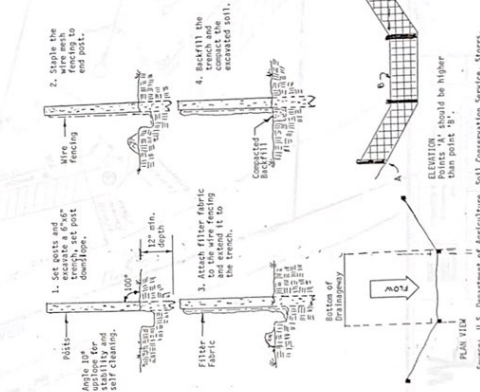 1. Set posts and
excavate a 6"x6"
trench, set post
downslope.
Posts
Angle 10°
upslope for
stability and
self cleaning.
100°
12" min.
depth
2. Staple the
wire mesh
fencing to
end post.
Wire
fencing
3. Attach filter fabric
to the wire fencing
and extend it to
the trench.
Filter
Fabric
4. Backfill the
trench and
compact the
excavated soil.
Compacted
Backfill
Bottom of
Drainageway
FLOW
PLAN VIEW
A
B
ELEVATION
Points 'A' should be higher
than point 'B'.
Source: U.S. Department of Agriculture, Soil Conservation Service, Storrs,